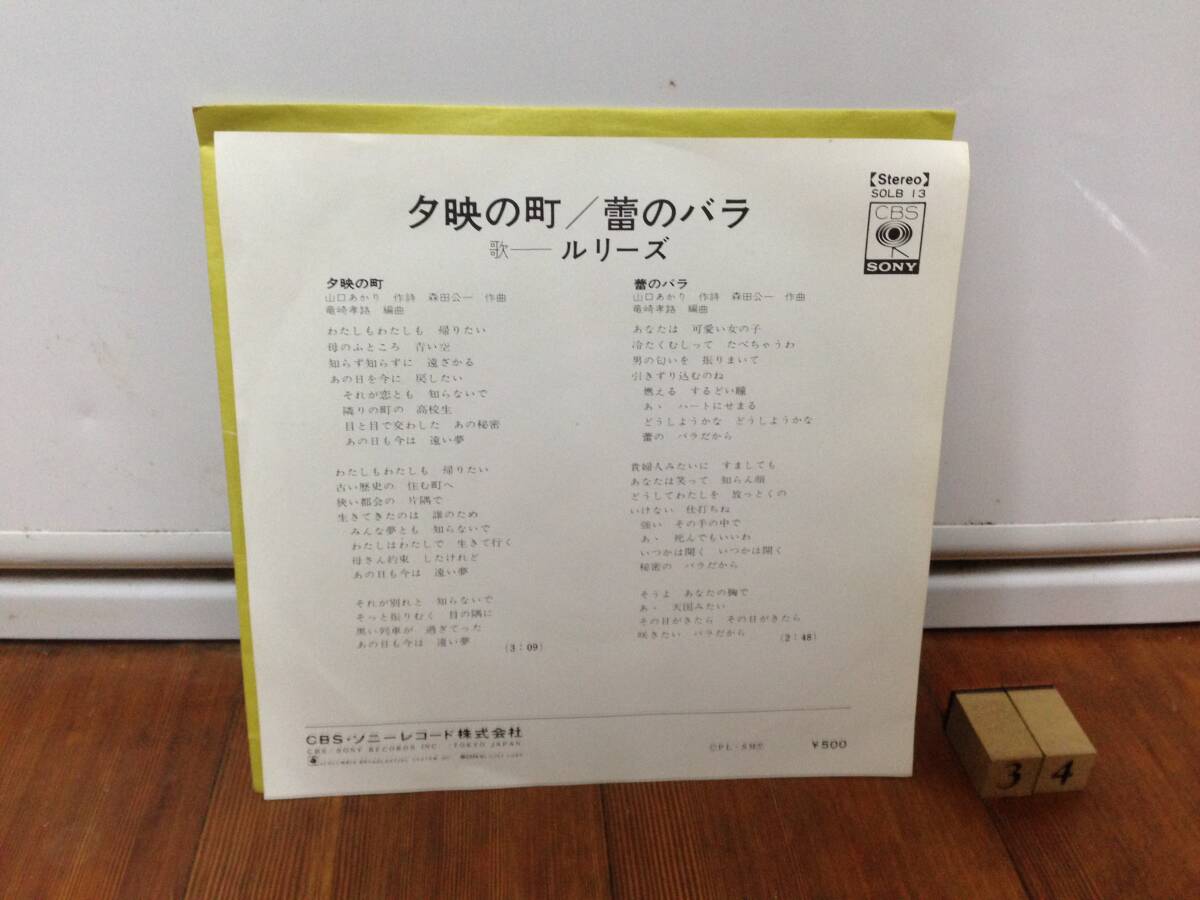 【Stereo】
SOLB 13
CBS
SONY
夕映の町／蕾のバラ
歌──ルリーズ
夕映の町
山口あかり 作詩 森田公一 作曲
竜崎孝路 編曲
わたしもわたしも 帰りたい
母のふところ 青い空
知らず知らずに 遠ざかる
あの日を今に 戻したい
それが恋とも 知らないで
隣りの町の 高校生
目と目で交わした あの秘密
あの日も今は 遠い夢
わたしもわたしも 帰りたい
古い歴史の 住む町へ
狭い都会の 片隅で
生きてきたのは 誰のため
みんな夢とも 知らないで
わたしはわたしで 生きて行く
母さん約束 したけれど
あの日も今は 遠い夢
それが別れと 知らないで
そっと振りむく 目の隅に
黒い列車が 過ぎてった
あの日も今は 遠い夢
(3：09)
蕾のバラ
山口あかり 作詩 森田公一 作曲
竜崎孝路 編曲
あなたは 可愛い女の子
冷たくむしって たべちゃうわ
男の匂いを 振りまいて
引きずり込むのね
燃える するどい瞳
あゝ ハートにせまる
どうしようかな どうしようかな
蕾の バラだから
貴婦人みたいに すましても
あなたは笑って 知らん顔
どうしてわたしを 放っとくの
いけない 仕打ちね
強い その手の中で
あゝ 死んでもいいわ
いつかは開く いつかは開く
秘密の バラだから
そうよ あなたの胸で
あゝ 天国みたい
その日がきたら その日がきたら
咲きたい バラだから
(2：48)
CBS・ソニーレコード株式会社
CBS/SONY RECORDS INC. / TOKYO JAPAN
¥500
3 4